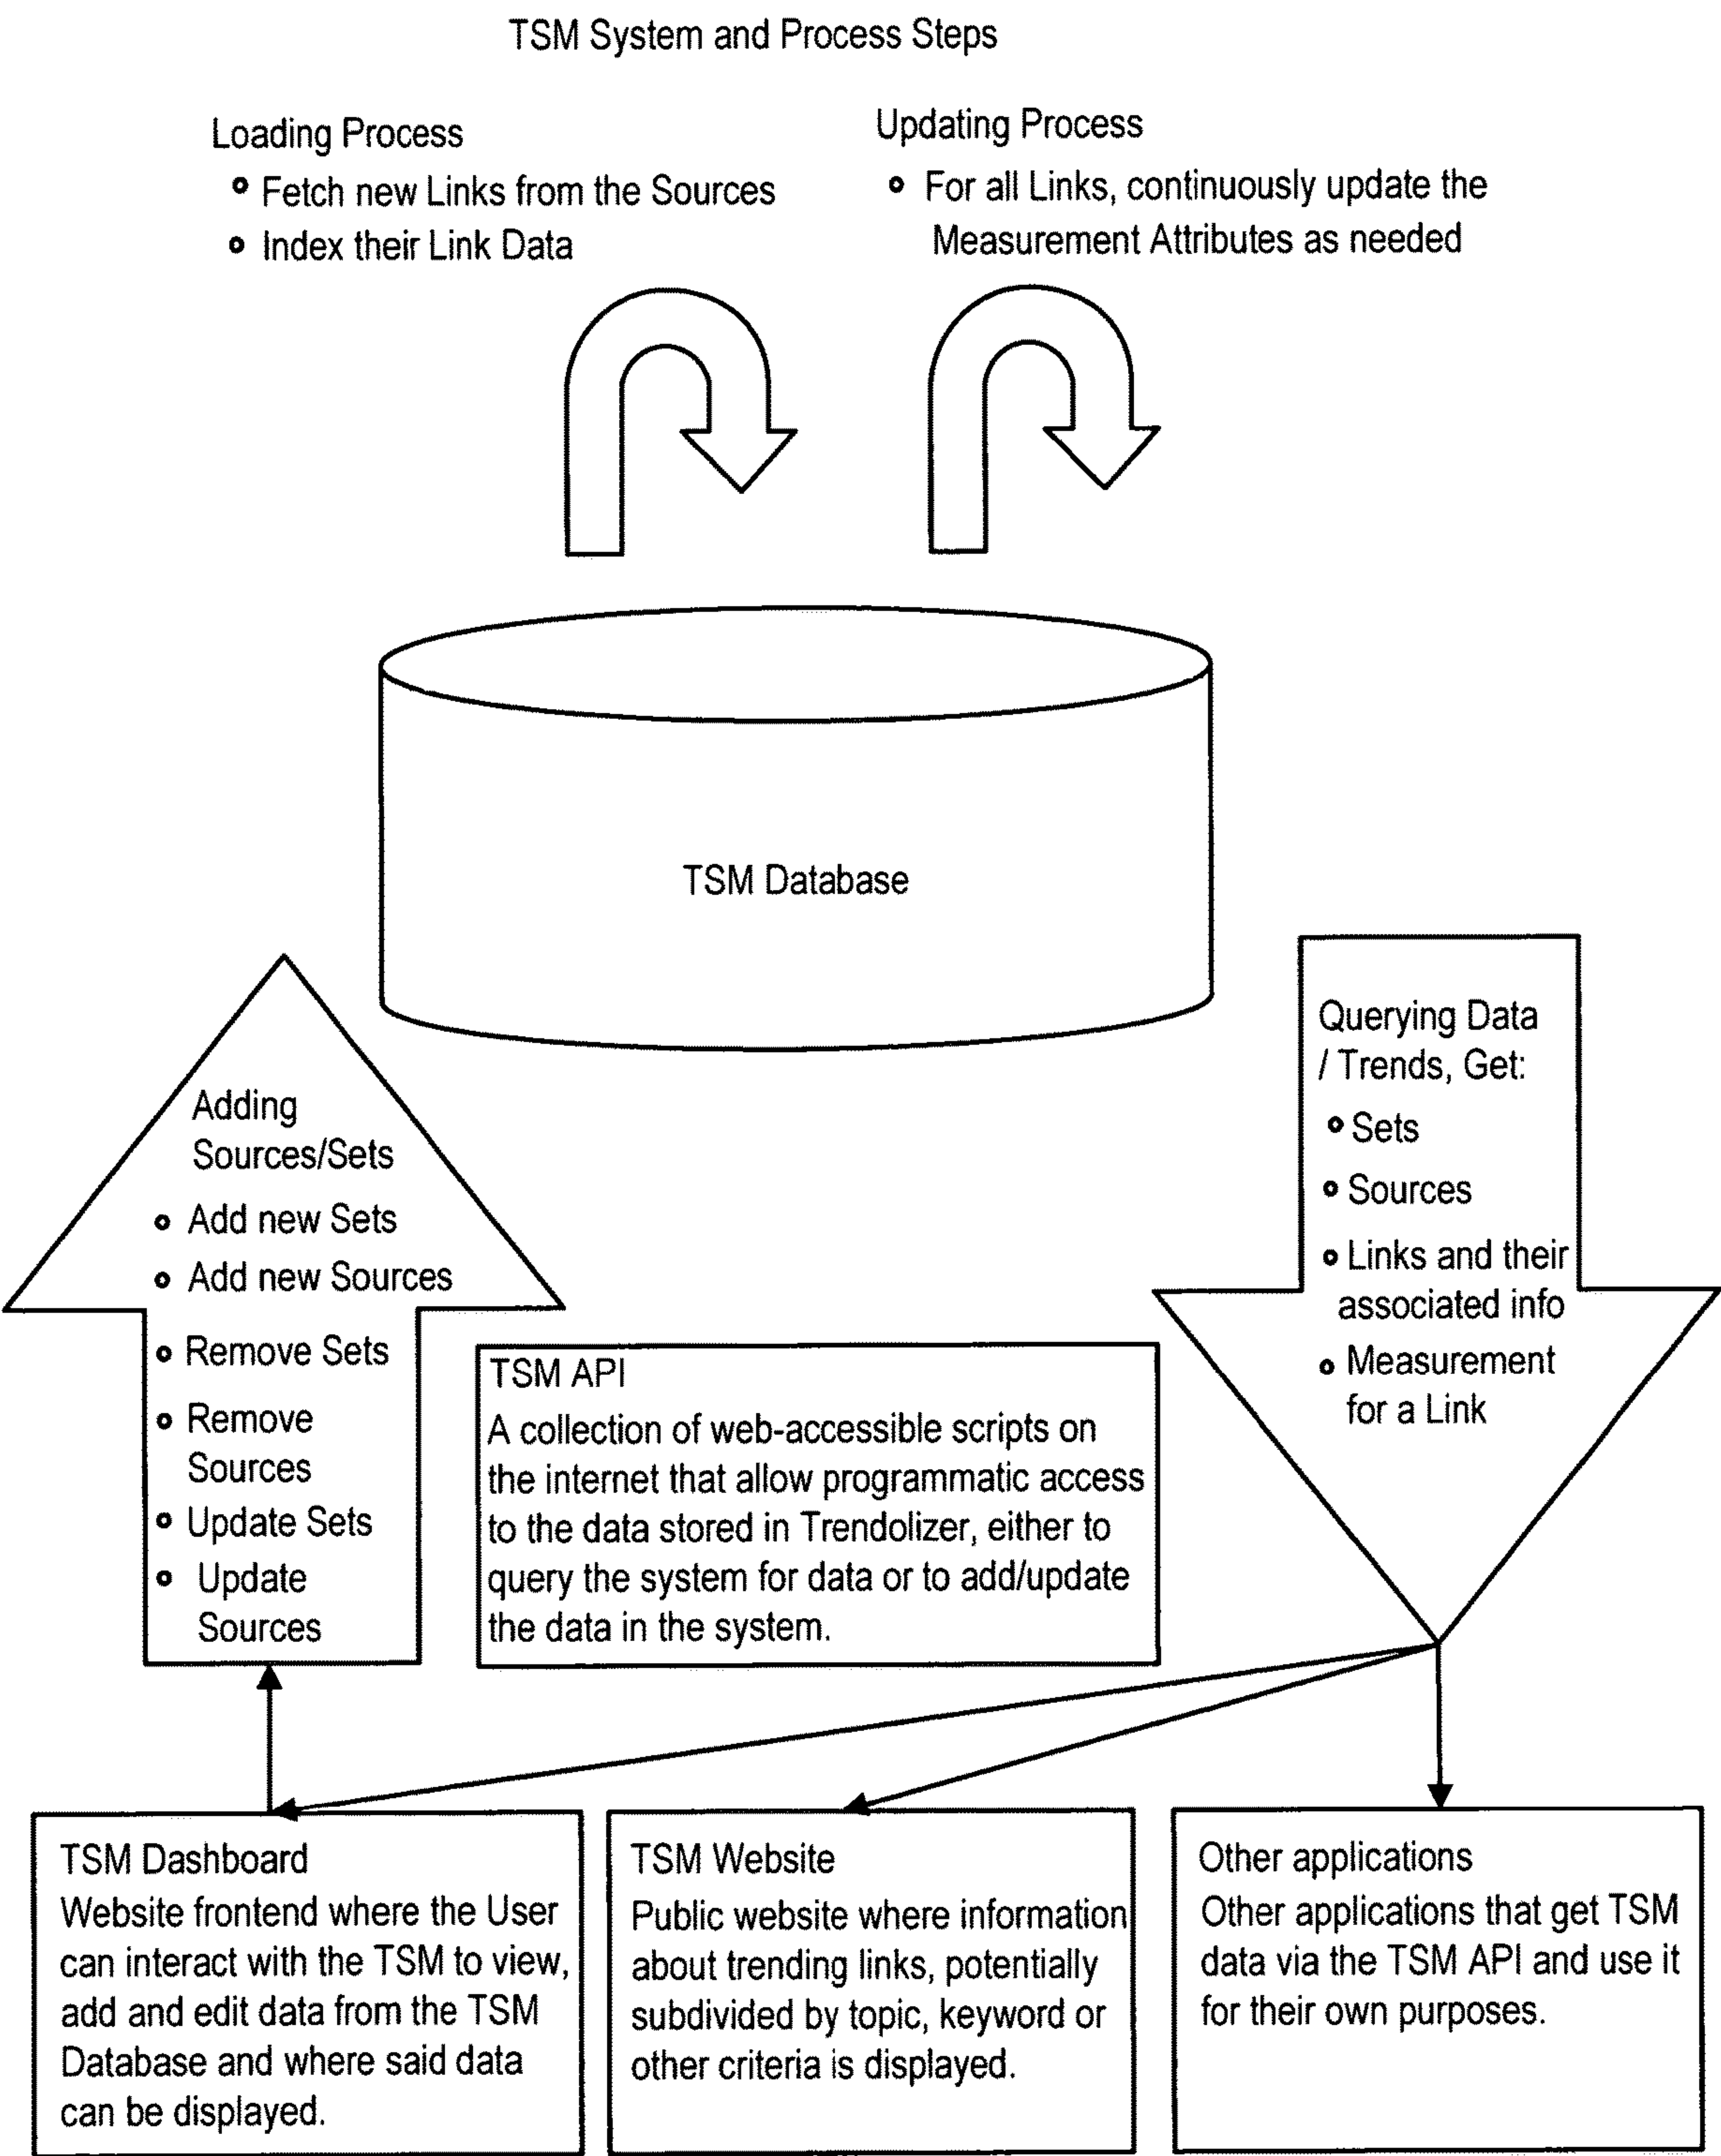 TSM System and Process Steps
Loading Process
• Fetch new Links from the Sources
• Index their Link Data
Updating Process
• For all Links, continuously update the
Measurement Attributes as needed
TSM Database
Adding
Sources/Sets
• Add new Sets
• Add new Sources
• Remove Sets
• Remove
Sources
• Update Sets
• Update
Sources
TSM API
A collection of web-accessible scripts on
the internet that allow programmatic access
to the data stored in Trendolizer, either to
query the system for data or to add/update
the data in the system.
Querying Data
/ Trends, Get:
• Sets
• Sources
• Links and their
associated info
• Measurement
for a Link
TSM Dashboard
Website frontend where the User
can interact with the TSM to view,
add and edit data from the TSM
Database and where said data
can be displayed.
TSM Website
Public website where information
about trending links, potentially
subdivided by topic, keyword or
other criteria is displayed.
Other applications
Other applications that get TSM
data via the TSM API and use it
for their own purposes.